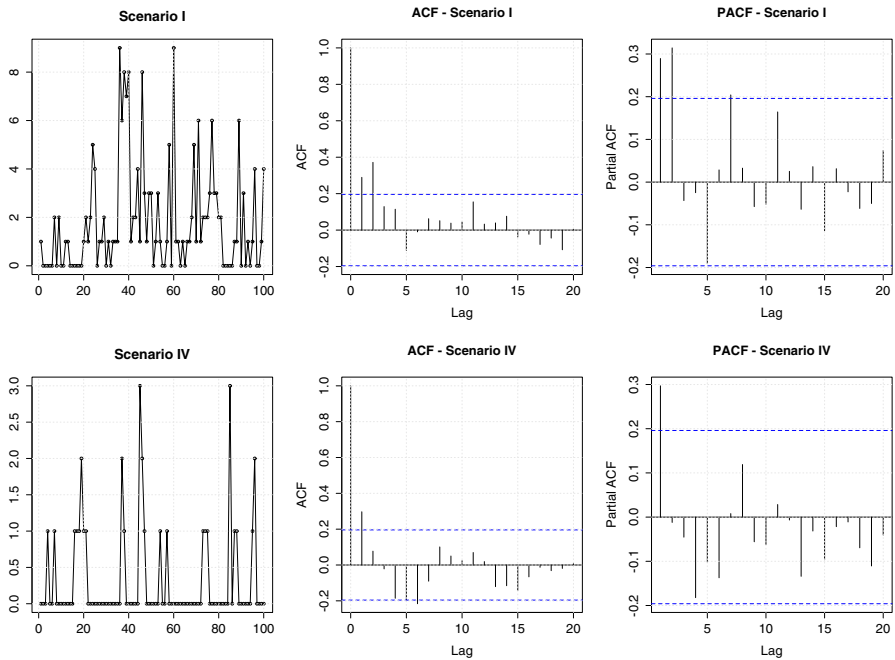 Scenario I
ACF - Scenario I
PACF - Scenario I
8
6
4
2
0
0 20 40 60 80 100
ACF
1.0
0.8
0.6
0.4
0.2
0.0
-0.2
0 5 10 15 20
Lag
Partial ACF
0.3
0.2
0.1
0.0
-0.1
-0.2
5 10 15 20
Lag
Scenario IV
ACF - Scenario IV
PACF - Scenario IV
3.0
2.5
2.0
1.5
1.0
0.5
0.0
0 20 40 60 80 100
ACF
1.0
0.8
0.6
0.4
0.2
0.0
-0.2
0 5 10 15 20
Lag
Partial ACF
0.3
0.2
0.1
0.0
-0.1
-0.2
5 10 15 20
Lag